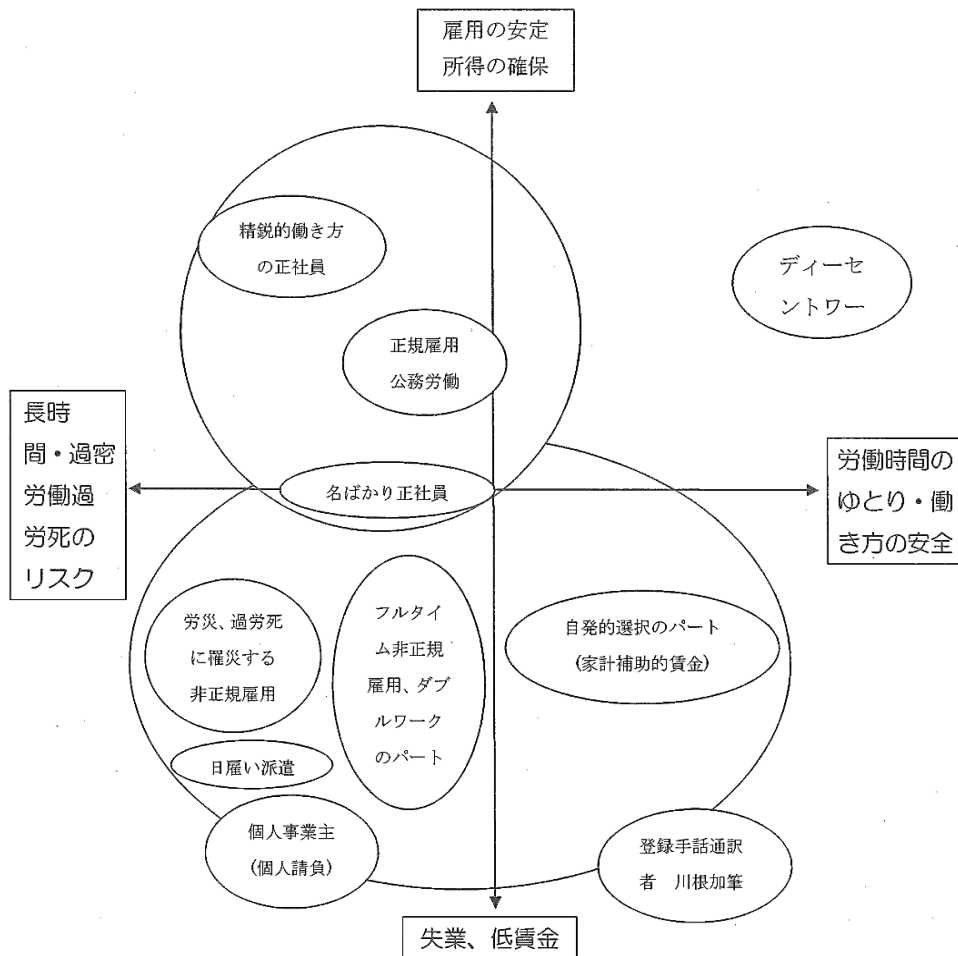 雇用の安定
所得の確保
精鋭的働き方
の正社員
ディーセ
ントワー
正規雇用
公務労働
長時
間・過密
労働過
労死の
リスク
名ばかり正社員
労働時間の
ゆとり・働
き方の安全
労災、過労死
に罹災する
非正規雇用
フルタイ
ム非正規
雇用、ダブ
ルワーク
のパート
自発的選択のパート
(家計補助的賃金)
日雇い派遣
個人事業主
(個人請負)
登録手話通訳
者　川根加筆
失業、低賃金